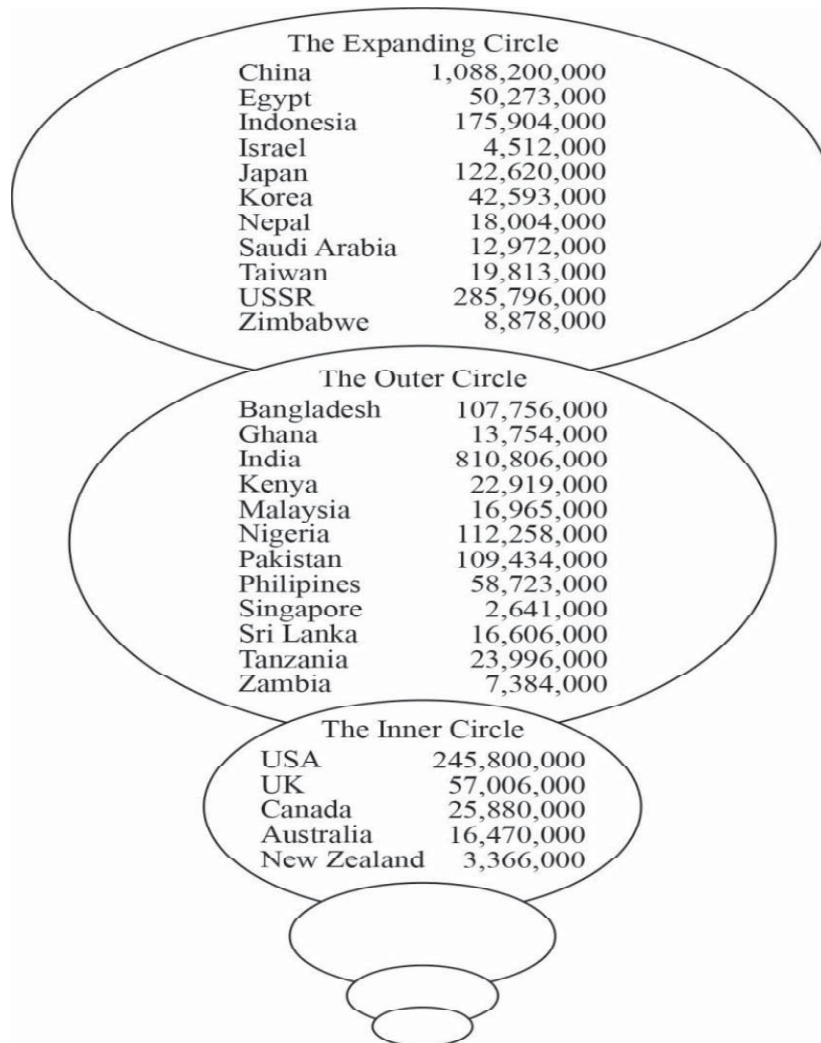 The Expanding Circle
China 1,088,200,000
Egypt 50,273,000
Indonesia 175,904,000
Israel 4,512,000
Japan 122,620,000
Korea 42,593,000
Nepal 18,004,000
Saudi Arabia 12,972,000
Taiwan 19,813,000
USSR 285,796,000
Zimbabwe 8,878,000
The Outer Circle
Bangladesh 107,756,000
Ghana 13,754,000
India 810,806,000
Kenya 22,919,000
Malaysia 16,965,000
Nigeria 112,258,000
Pakistan 109,434,000
Philipines 58,723,000
Singapore 2,641,000
Sri Lanka 16,606,000
Tanzania 23,996,000
Zambia 7,384,000
The Inner Circle
USA 245,800,000
UK 57,006,000
Canada 25,880,000
Australia 16,470,000
New Zealand 3,366,000